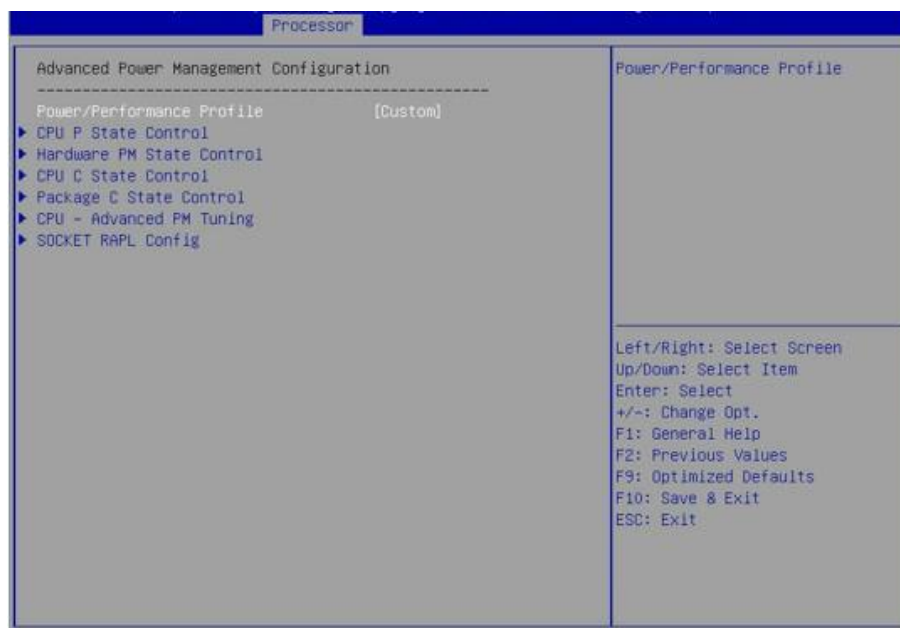 Processor
Advanced Power Management Configuration
------------------------------------------------
Power/Performance Profile [Custom]
CPU P State Control
Hardware PM State Control
CPU C State Control
Package C State Control
CPU - Advanced PM Tuning
SOCKET RAPL Config
Power/Performance Profile
Left/Right: Select Screen
Up/Down: Select Item
Enter: Select
+/-: Change Opt.
F1: General Help
F2: Previous Values
F9: Optimized Defaults
F10: Save & Exit
ESC: Exit